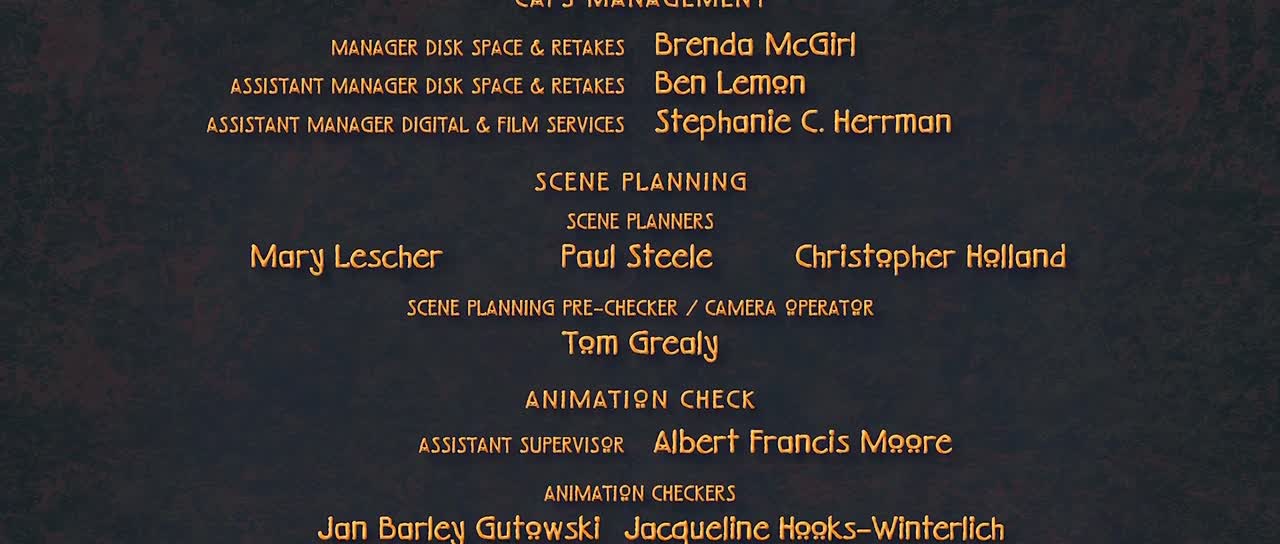 CAPS MANAGEMENT
MANAGER DISK SPACE & RETAKES Brenda McGirl
ASSISTANT MANAGER DISK SPACE & RETAKES Ben Lemon
ASSISTANT MANAGER DIGITAL & FILM SERVICES Stephanie C. Herrman
SCENE PLANNING
SCENE PLANNERS
Mary Lescher Paul Steele Christopher Holland
SCENE PLANNING PRE-CHECKER / CAMERA OPERATOR
Tom Grealy
ANIMATION CHECK
ASSISTANT SUPERVISOR Albert Francis Moore
ANIMATION CHECKERS
Jan Barley Gutowski Jacqueline Hooks-Winterlich